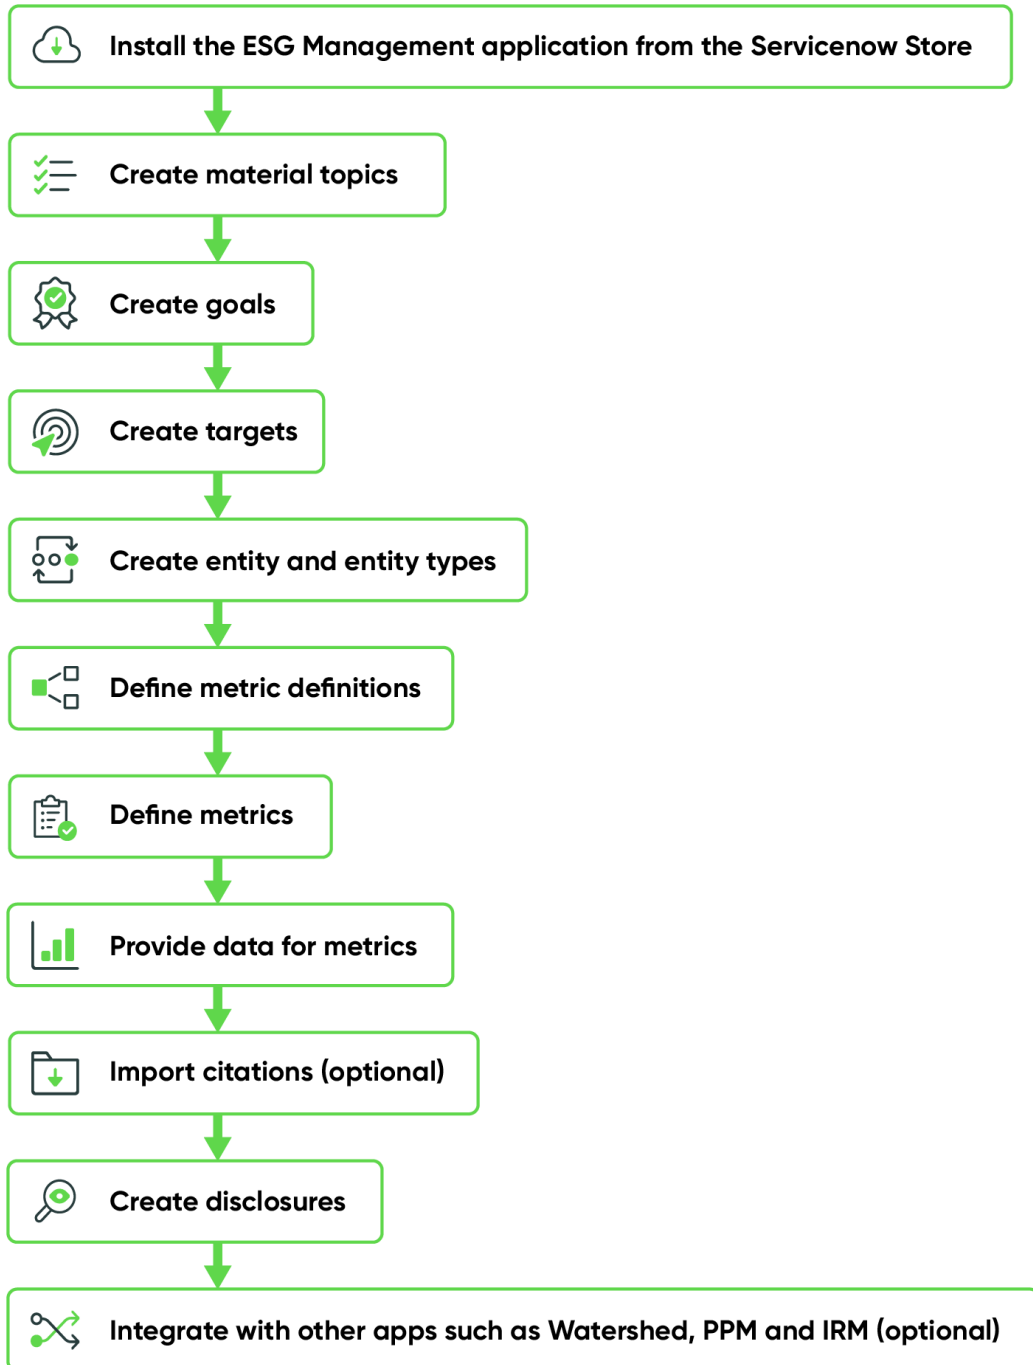 Install the ESG Management application from the Servicenow Store
Create material topics
Create goals
Create targets
Create entity and entity types
Define metric definitions
Define metrics
Provide data for metrics
Import citations (optional)
Create disclosures
Integrate with other apps such as Watershed, PPM and IRM (optional)